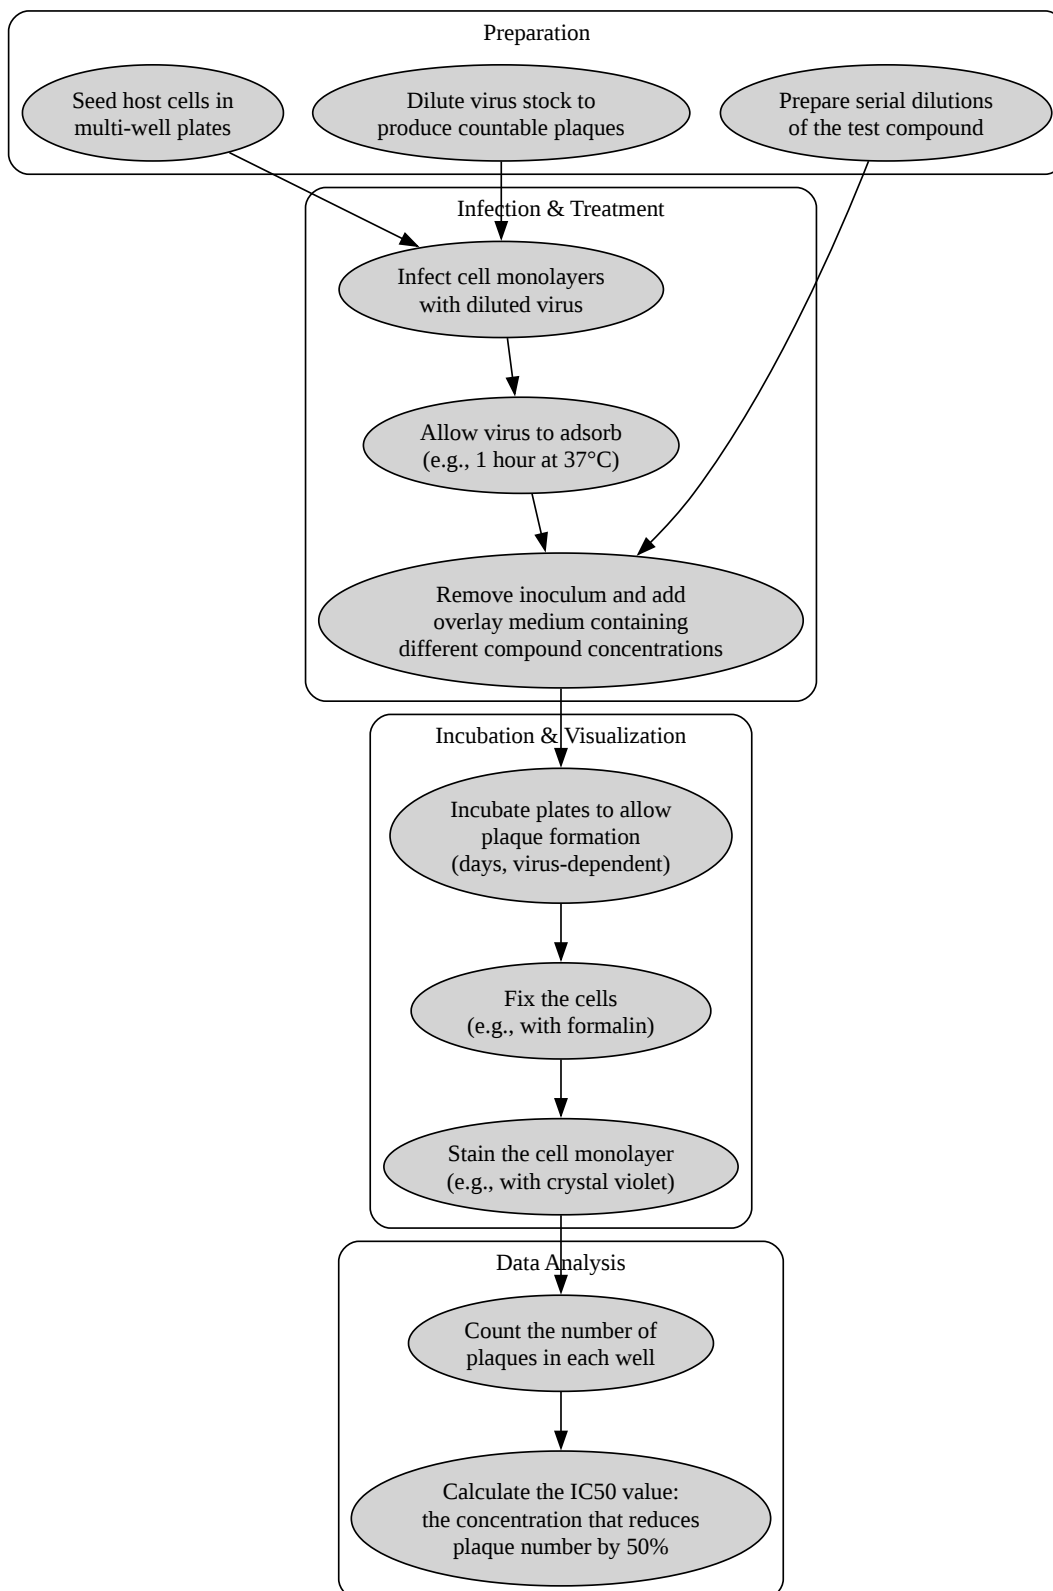 Preparation
Seed host cells in
multi-well plates
Dilute virus stock to
produce countable plaques
Prepare serial dilutions
of the test compound
Infection & Treatment
Infect cell monolayers
with diluted virus
Allow virus to adsorb
(e.g., 1 hour at 37°C)
Remove inoculum and add
overlay medium containing
different compound concentrations
Incubation & Visualization
Incubate plates to allow
plaque formation
(days, virus-dependent)
Fix the cells
(e.g., with formalin)
Stain the cell monolayer
(e.g., with crystal violet)
Data Analysis
Count the number of
plaques in each well
Calculate the IC50 value:
the concentration that reduces
plaque number by 50%